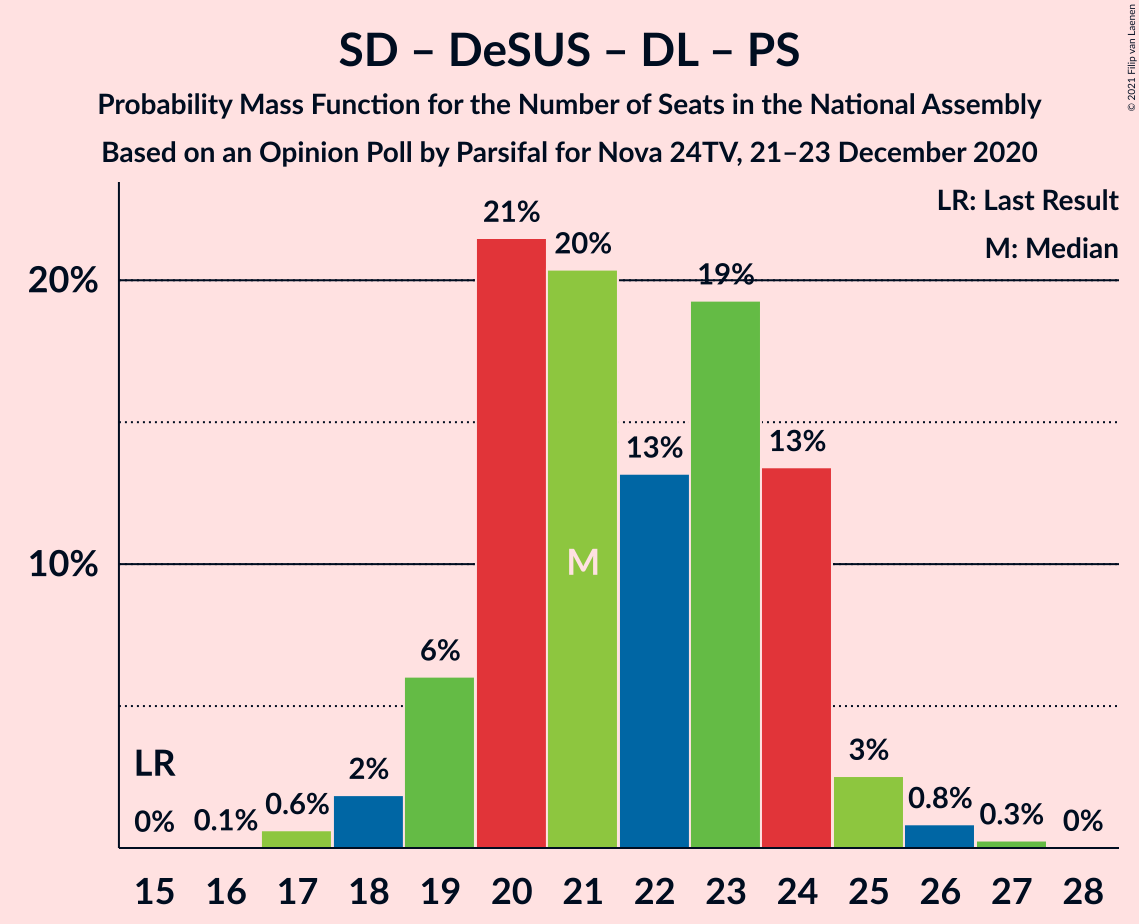 SD – DeSUS – DL – PS
Probability Mass Function for the Number of Seats in the National Assembly
Based on an Opinion Poll by Parsifal for Nova 24TV, 21–23 December 2020
© 2021 Filip van Laenen
LR: Last Result
M: Median
20%
10%
LR
0%
0.1%
0.6%
2%
6%
21%
20%
M
13%
19%
13%
3%
0.8%
0.3%
0%
15 16 17 18 19 20 21 22 23 24 25 26 27 28